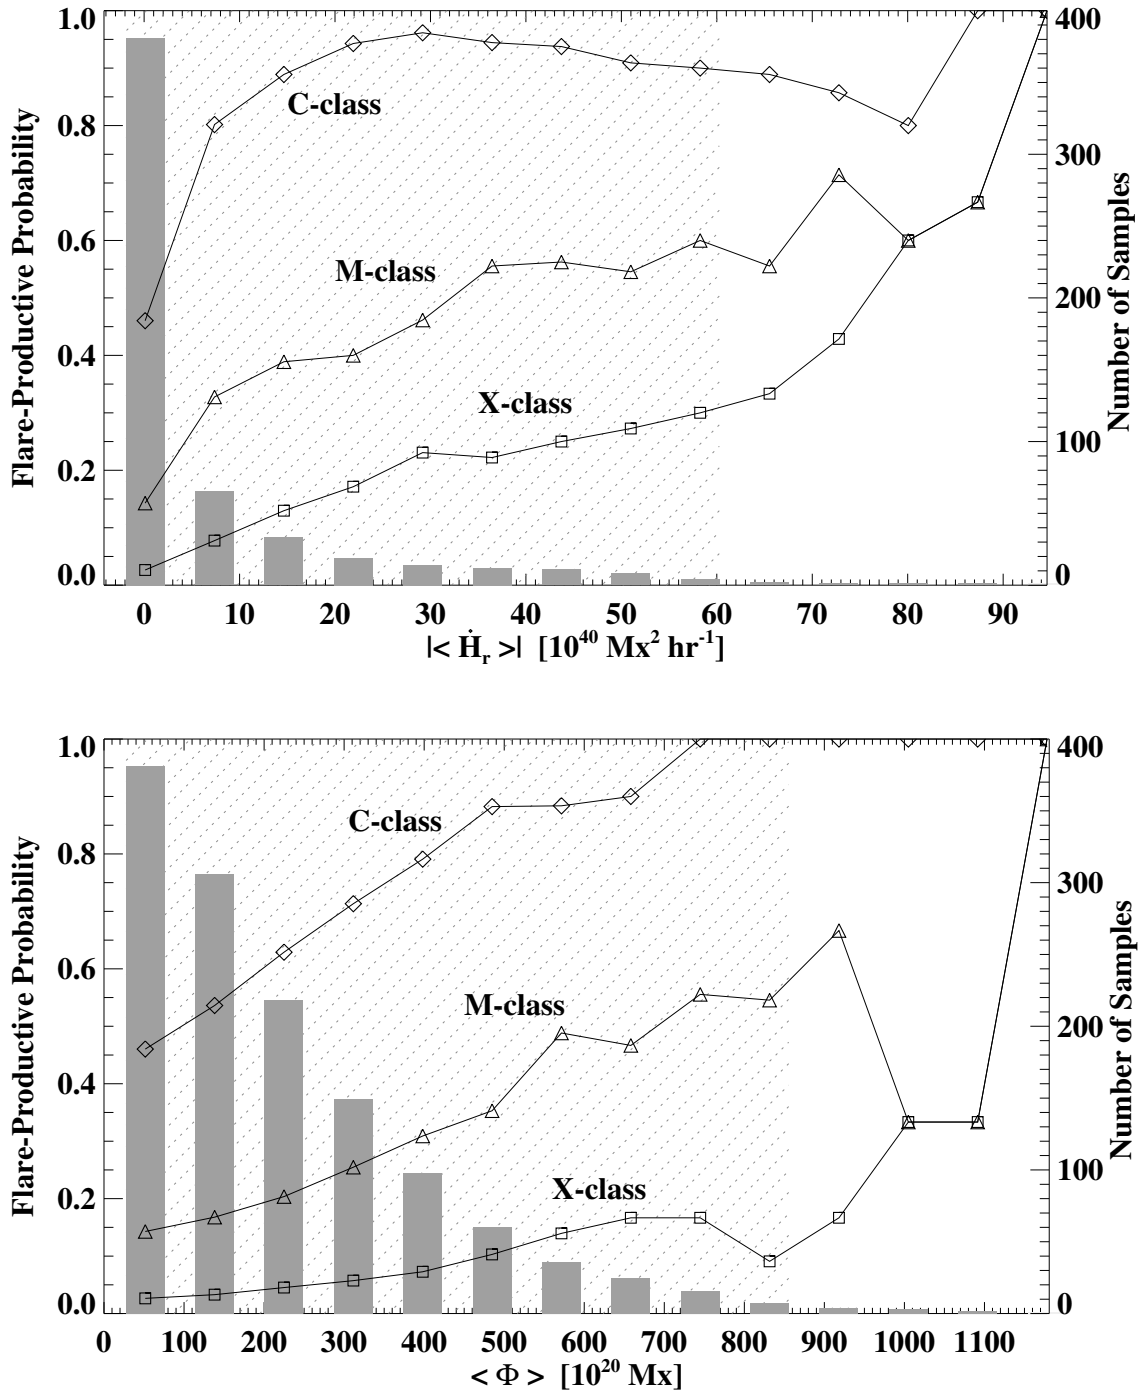 1.0
0.8
0.6
0.4
0.2
0.0
Flare-Productive Probability
C-class
M-class
X-class
400
300
200
100
0
Number of Samples
0 10 20 30 40 50 60 70 80 90
|< Ḣr >| [10^40 Mx^2 hr^-1]
1.0
0.8
0.6
0.4
0.2
0.0
Flare-Productive Probability
C-class
M-class
X-class
400
300
200
100
0
Number of Samples
0 100 200 300 400 500 600 700 800 900 1000 1100
< Φ > [10^20 Mx]